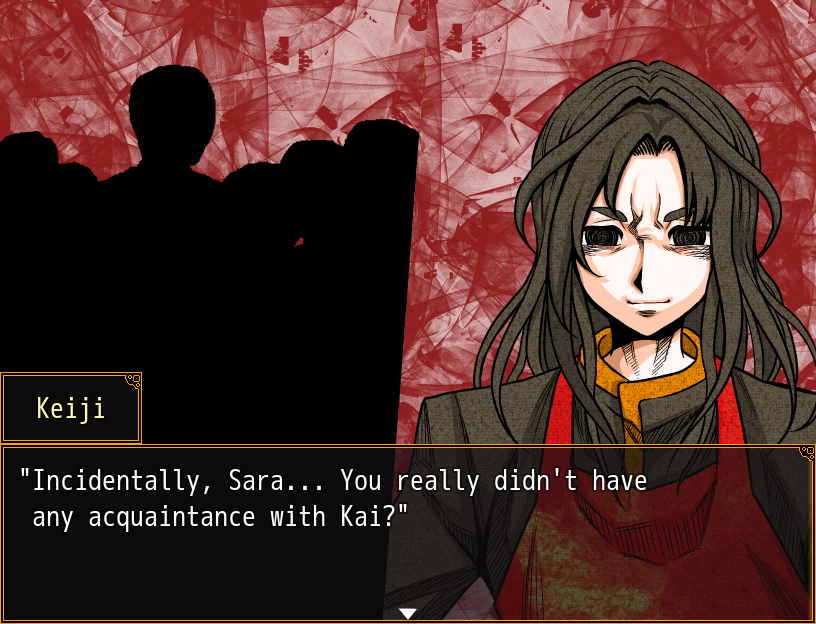 Keiji
"Incidentally, Sara... You really didn't have
any acquaintance with Kai?"